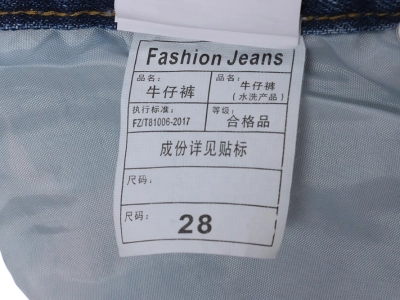 Fashion Jeans
品名：
牛仔裤
品名：
牛仔裤
（水洗产品）
执行标准：
FZ/T81006-2017
等级：
合格品
成份详见贴标
尺码：
尺码：
28